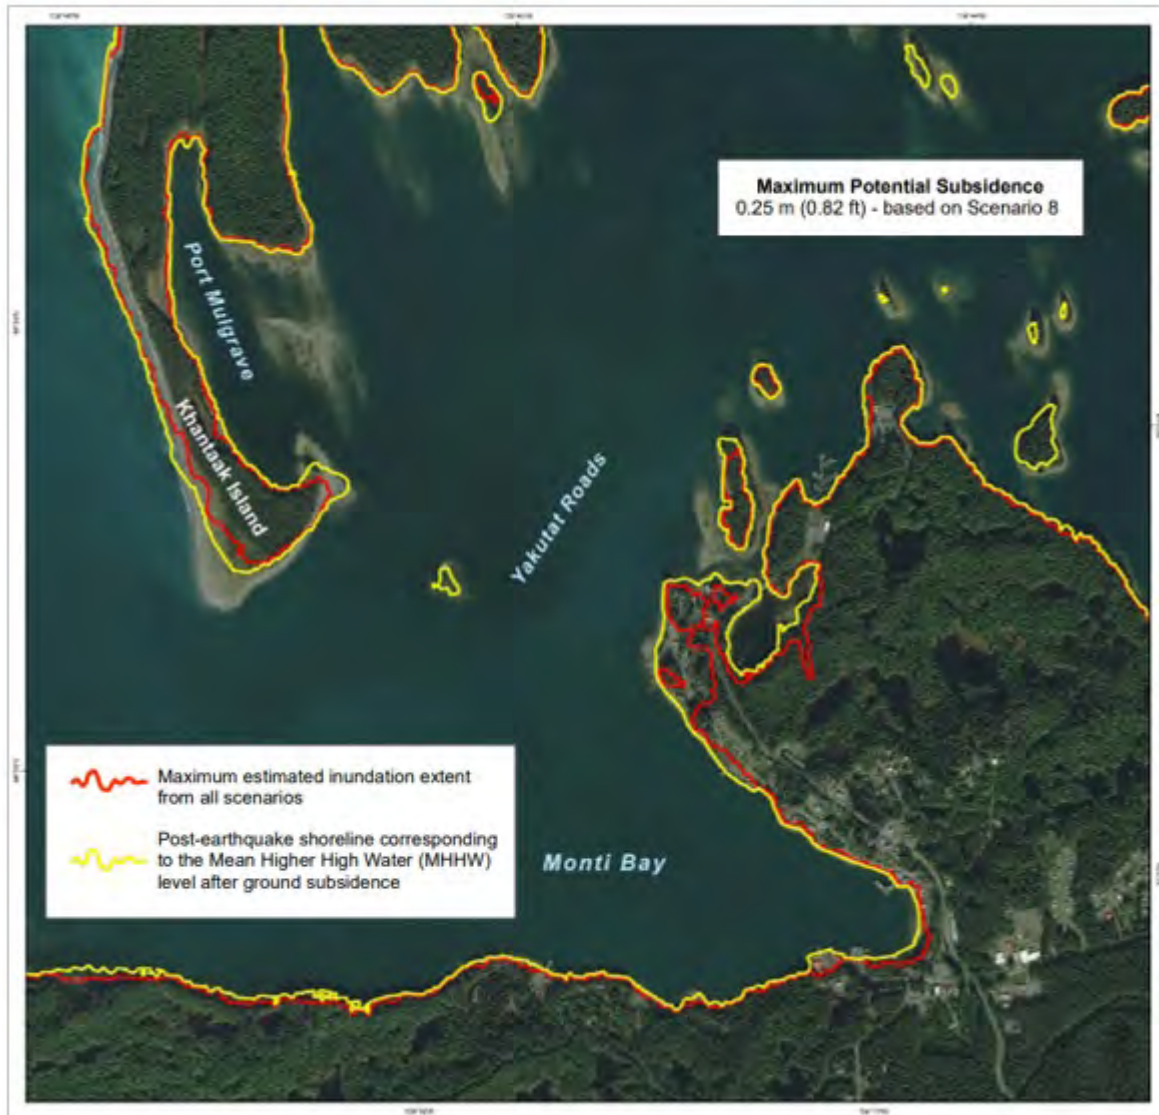 Maximum Potential Subsidence
0.25 m (0.82 ft) - based on Scenario 8
Port Mulgrave
Khantaak Island
Yakutat Roads
Maximum estimated inundation extent
from all scenarios
Post-earthquake shoreline corresponding
to the Mean Higher High Water (MHHW)
level after ground subsidence
Monti Bay